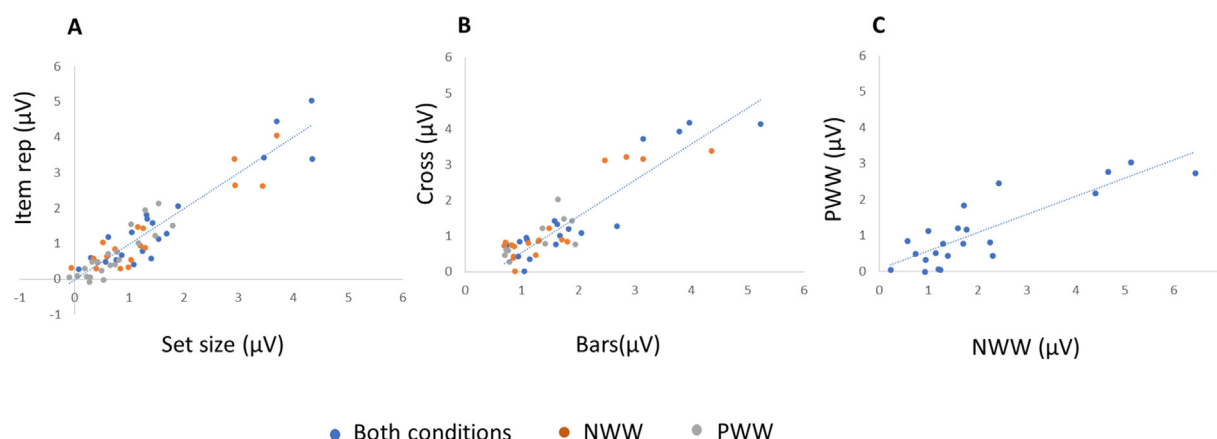 A
Item rep (µV)
6
5
4
3
2
1
0
-1
-1 0 1 2 3 4 5 6
Set size (µV)
B
Cross (µV)
6
5
4
3
2
1
0
0 1 2 3 4 5 6
Bars(µV)
C
PWW (µV)
6
5
4
3
2
1
0
0 1 2 3 4 5 6
NWW (µV)
Both conditions NWW PWW